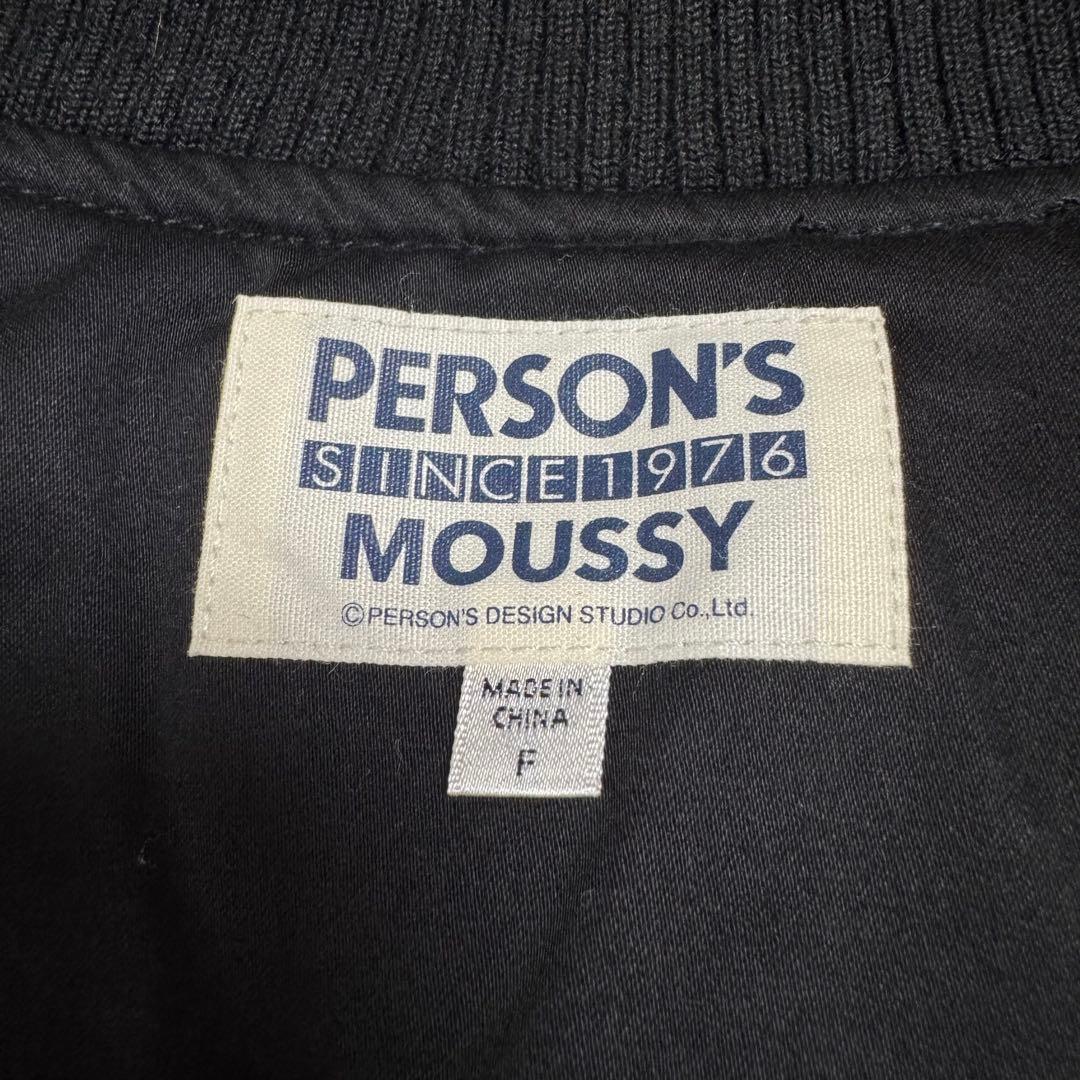 PERSON'S
SINCE1976
MOUSSY
©PERSON'S DESIGN STUDIO Co.,Ltd.
MADE IN
CHINA
F